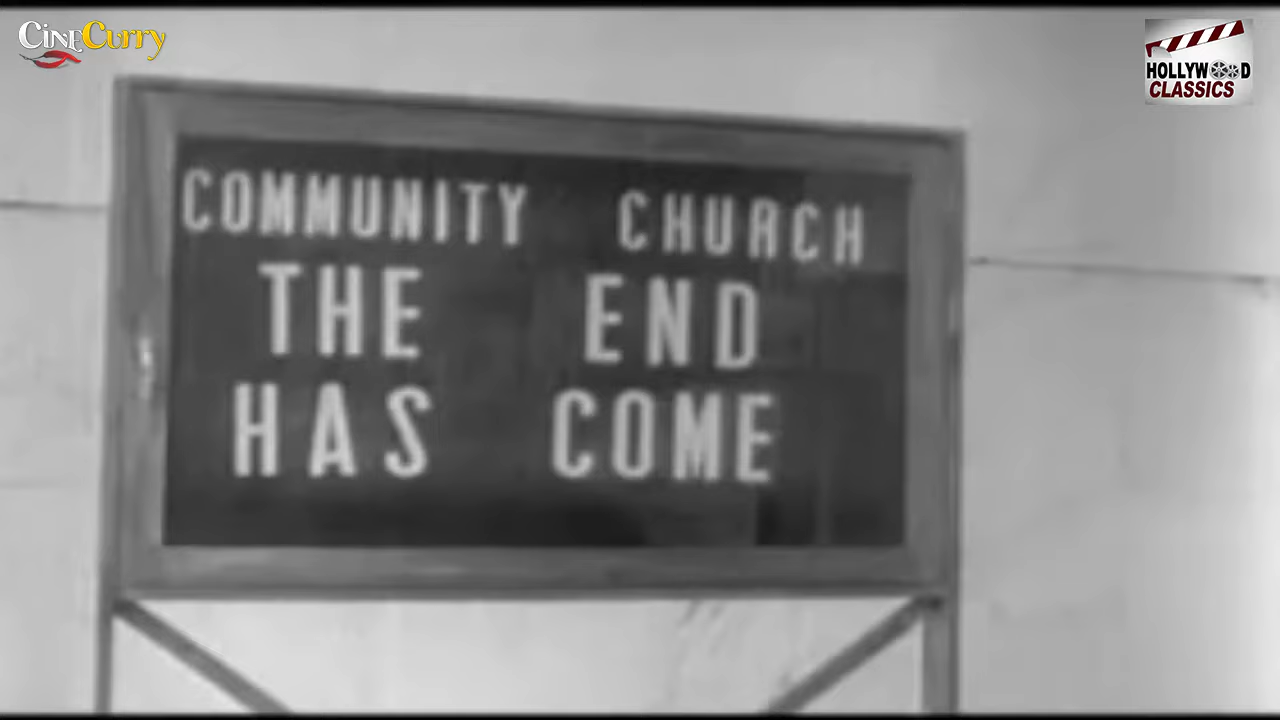 CineCurry
HOLLYWOOD
CLASSICS
COMMUNITY CHURCH
THE END
HAS COME